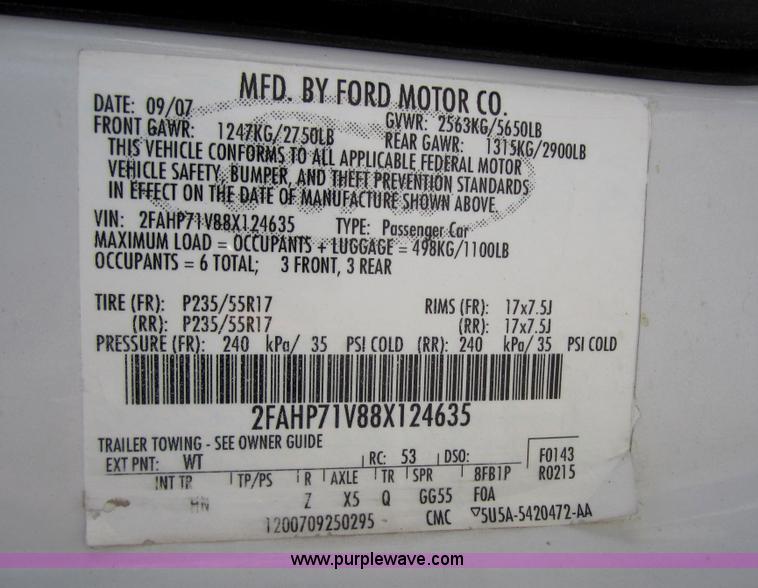 MFD. BY FORD MOTOR CO.
DATE: 09/07 GVWR: 2563KG/5650LB
FRONT GAWR: 1247KG/2750LB REAR GAWR: 1315KG/2900LB
THIS VEHICLE CONFORMS TO ALL APPLICABLE FEDERAL MOTOR
VEHICLE SAFETY, BUMPER, AND THEFT PREVENTION STANDARDS
IN EFFECT ON THE DATE OF MANUFACTURE SHOWN ABOVE.
VIN: 2FAHP71V88X124635 TYPE: Passenger Car
MAXIMUM LOAD = OCCUPANTS + LUGGAGE = 498KG/1100LB
OCCUPANTS = 6 TOTAL; 3 FRONT, 3 REAR
TIRE (FR): P235/55R17 RIMS (FR): 17x7.5J
(RR): P235/55R17 (RR): 17x7.5J
PRESSURE (FR): 240 kPa/ 35 PSI COLD (RR): 240 kPa/ 35 PSI COLD
2FAHP71V88X124635
TRAILER TOWING - SEE OWNER GUIDE
EXT PNT: WT RC: 53 DSO: F0143
INT TR TP/PS R AXLE TR SPR 8FB1P R0215
HN Z X5 Q GG55 F0A
1200709250295 CMC 5U5A-5420472-AA
www.purplewave.com